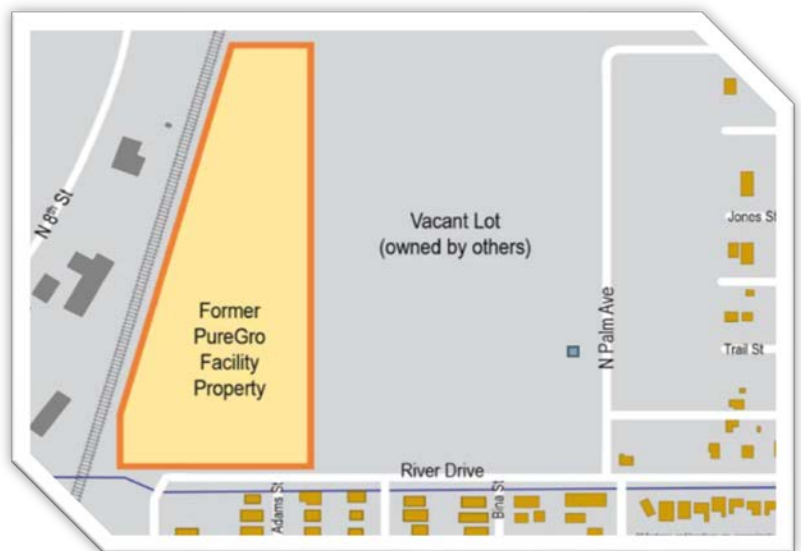 N 8th St
Vacant Lot
(owned by others)
Jones St
Former
PureGro
Facility
Property
N Palm Ave
Trail St
River Drive
Adams St
Bina St